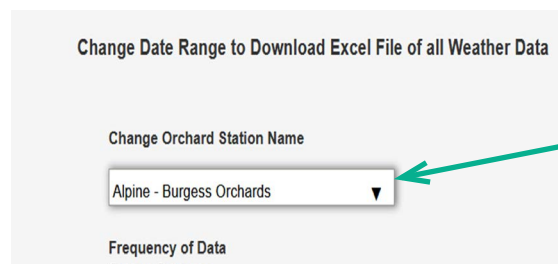 Change Date Range to Download Excel File of all Weather Data
Change Orchard Station Name
Alpine - Burgess Orchards
Frequency of Data